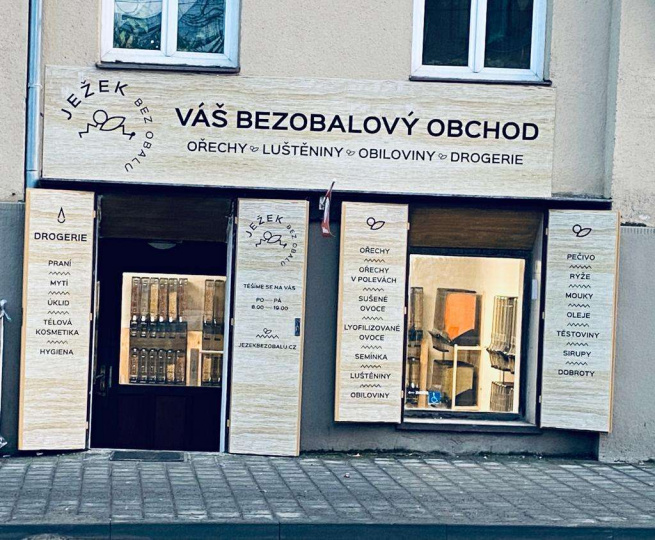 JEŽEK BEZ OBALU
VÁŠ BEZOBALOVÝ OBCHOD
OŘECHY LUŠTĚNINY OBILOVINY DROGERIE
DROGERIE
PRANÍ
MYTÍ
ÚKLID
TĚLOVÁ
KOSMETIKA
HYGIENA
JEŽEK BEZ OBALU
TĚŠÍME SE NA VÁS
PO — PÁ
8.00 —19.00
JEZEKBEZOBALU.CZ
OŘECHY
OŘECHY
V POLEVÁCH
SUŠENÉ
OVOCE
LYOFILIZOVANÉ
OVOCE
SEMÍNKA
LUŠTĚNINY
OBILOVINY
PEČIVO
RÝŽE
MOUKY
OLEJE
TĚSTOVINY
SIRUPY
DOBROTY